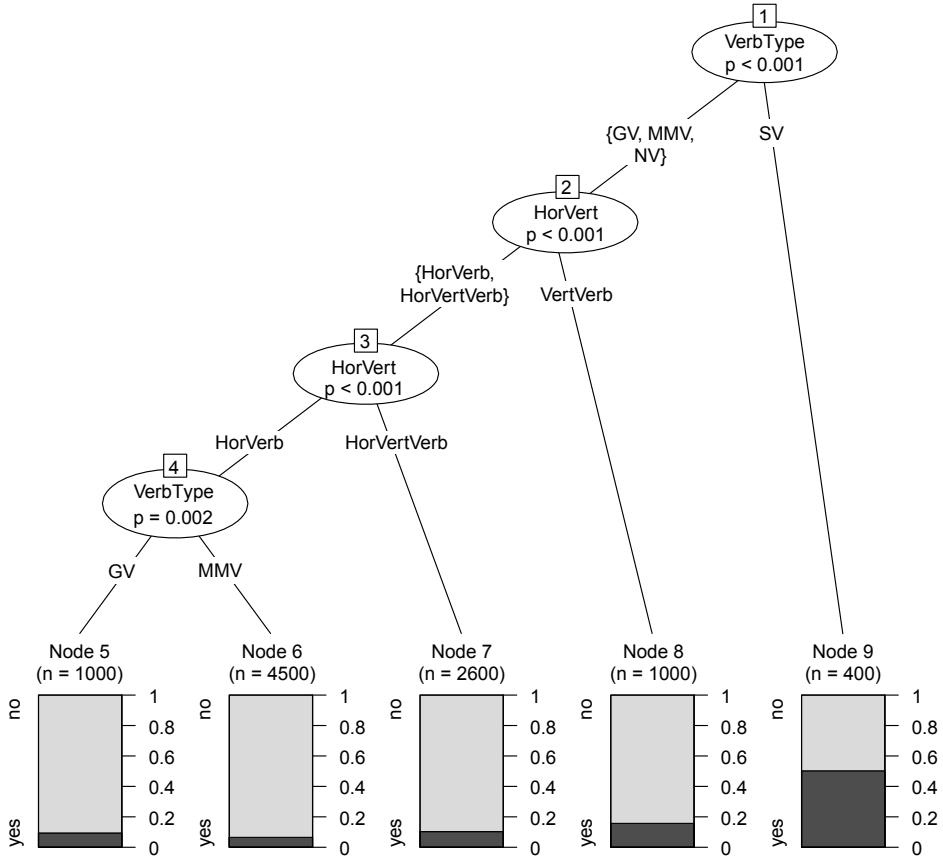 1
VerbType
p < 0.001
{GV, MMV,
NV}
SV
2
HorVert
p < 0.001
{HorVerb,
HorVertVerb}
VertVerb
3
HorVert
p < 0.001
HorVerb
HorVertVerb
4
VerbType
p = 0.002
GV
MMV
Node 5
(n = 1000)
no
yes
1
0.8
0.6
0.4
0.2
0
Node 6
(n = 4500)
no
yes
1
0.8
0.6
0.4
0.2
0
Node 7
(n = 2600)
no
yes
1
0.8
0.6
0.4
0.2
0
Node 8
(n = 1000)
no
yes
1
0.8
0.6
0.4
0.2
0
Node 9
(n = 400)
no
yes
1
0.8
0.6
0.4
0.2
0